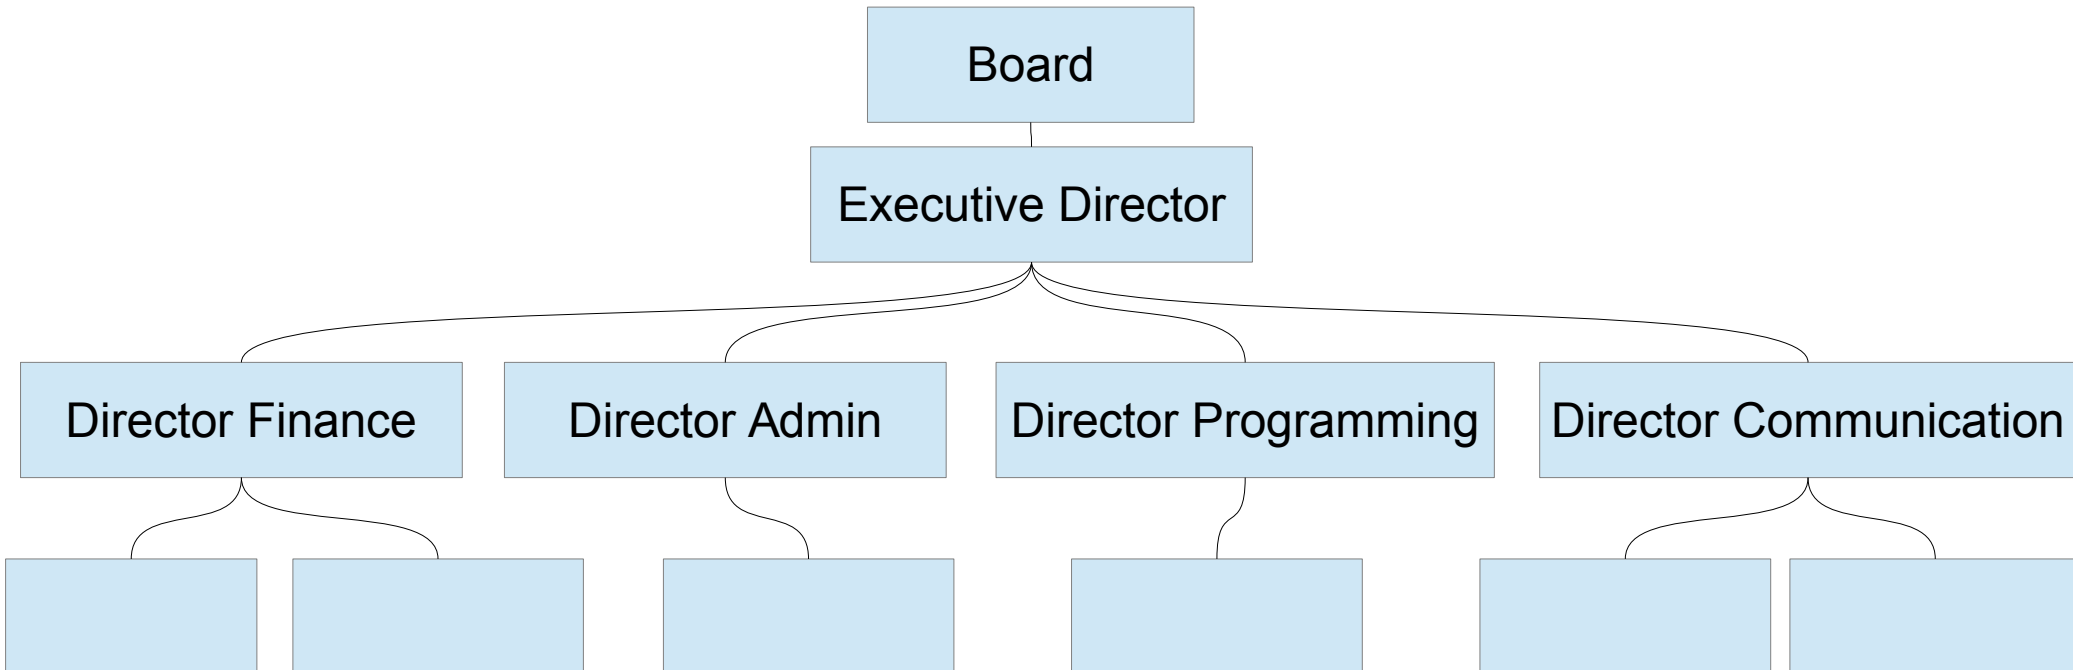 Board
Executive Director
Director Finance
Director Admin
Director Programming
Director Communication